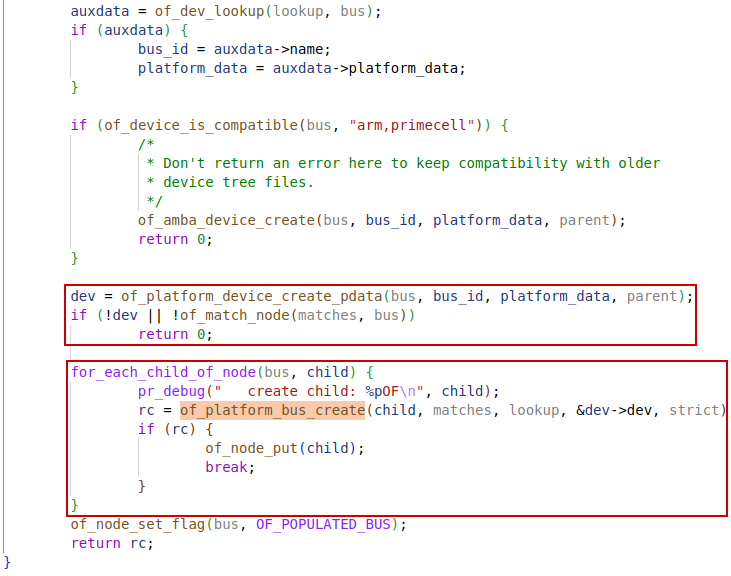 auxdata = of_dev_lookup(lookup, bus);
if (auxdata) {
bus_id = auxdata->name;
platform_data = auxdata->platform_data;
}
if (of_device_is_compatible(bus, "arm,primecell")) {
/*
* Don't return an error here to keep compatibility with older
* device tree files.
*/
of_amba_device_create(bus, bus_id, platform_data, parent);
return 0;
}
dev = of_platform_device_create_pdata(bus, bus_id, platform_data, parent);
if (!dev || !of_match_node(matches, bus))
return 0;
for_each_child_of_node(bus, child) {
pr_debug("   create child: %pOF\n", child);
rc = of_platform_bus_create(child, matches, lookup, &dev->dev, strict)
if (rc) {
of_node_put(child);
break;
}
}
of_node_set_flag(bus, OF_POPULATED_BUS);
return rc;
}